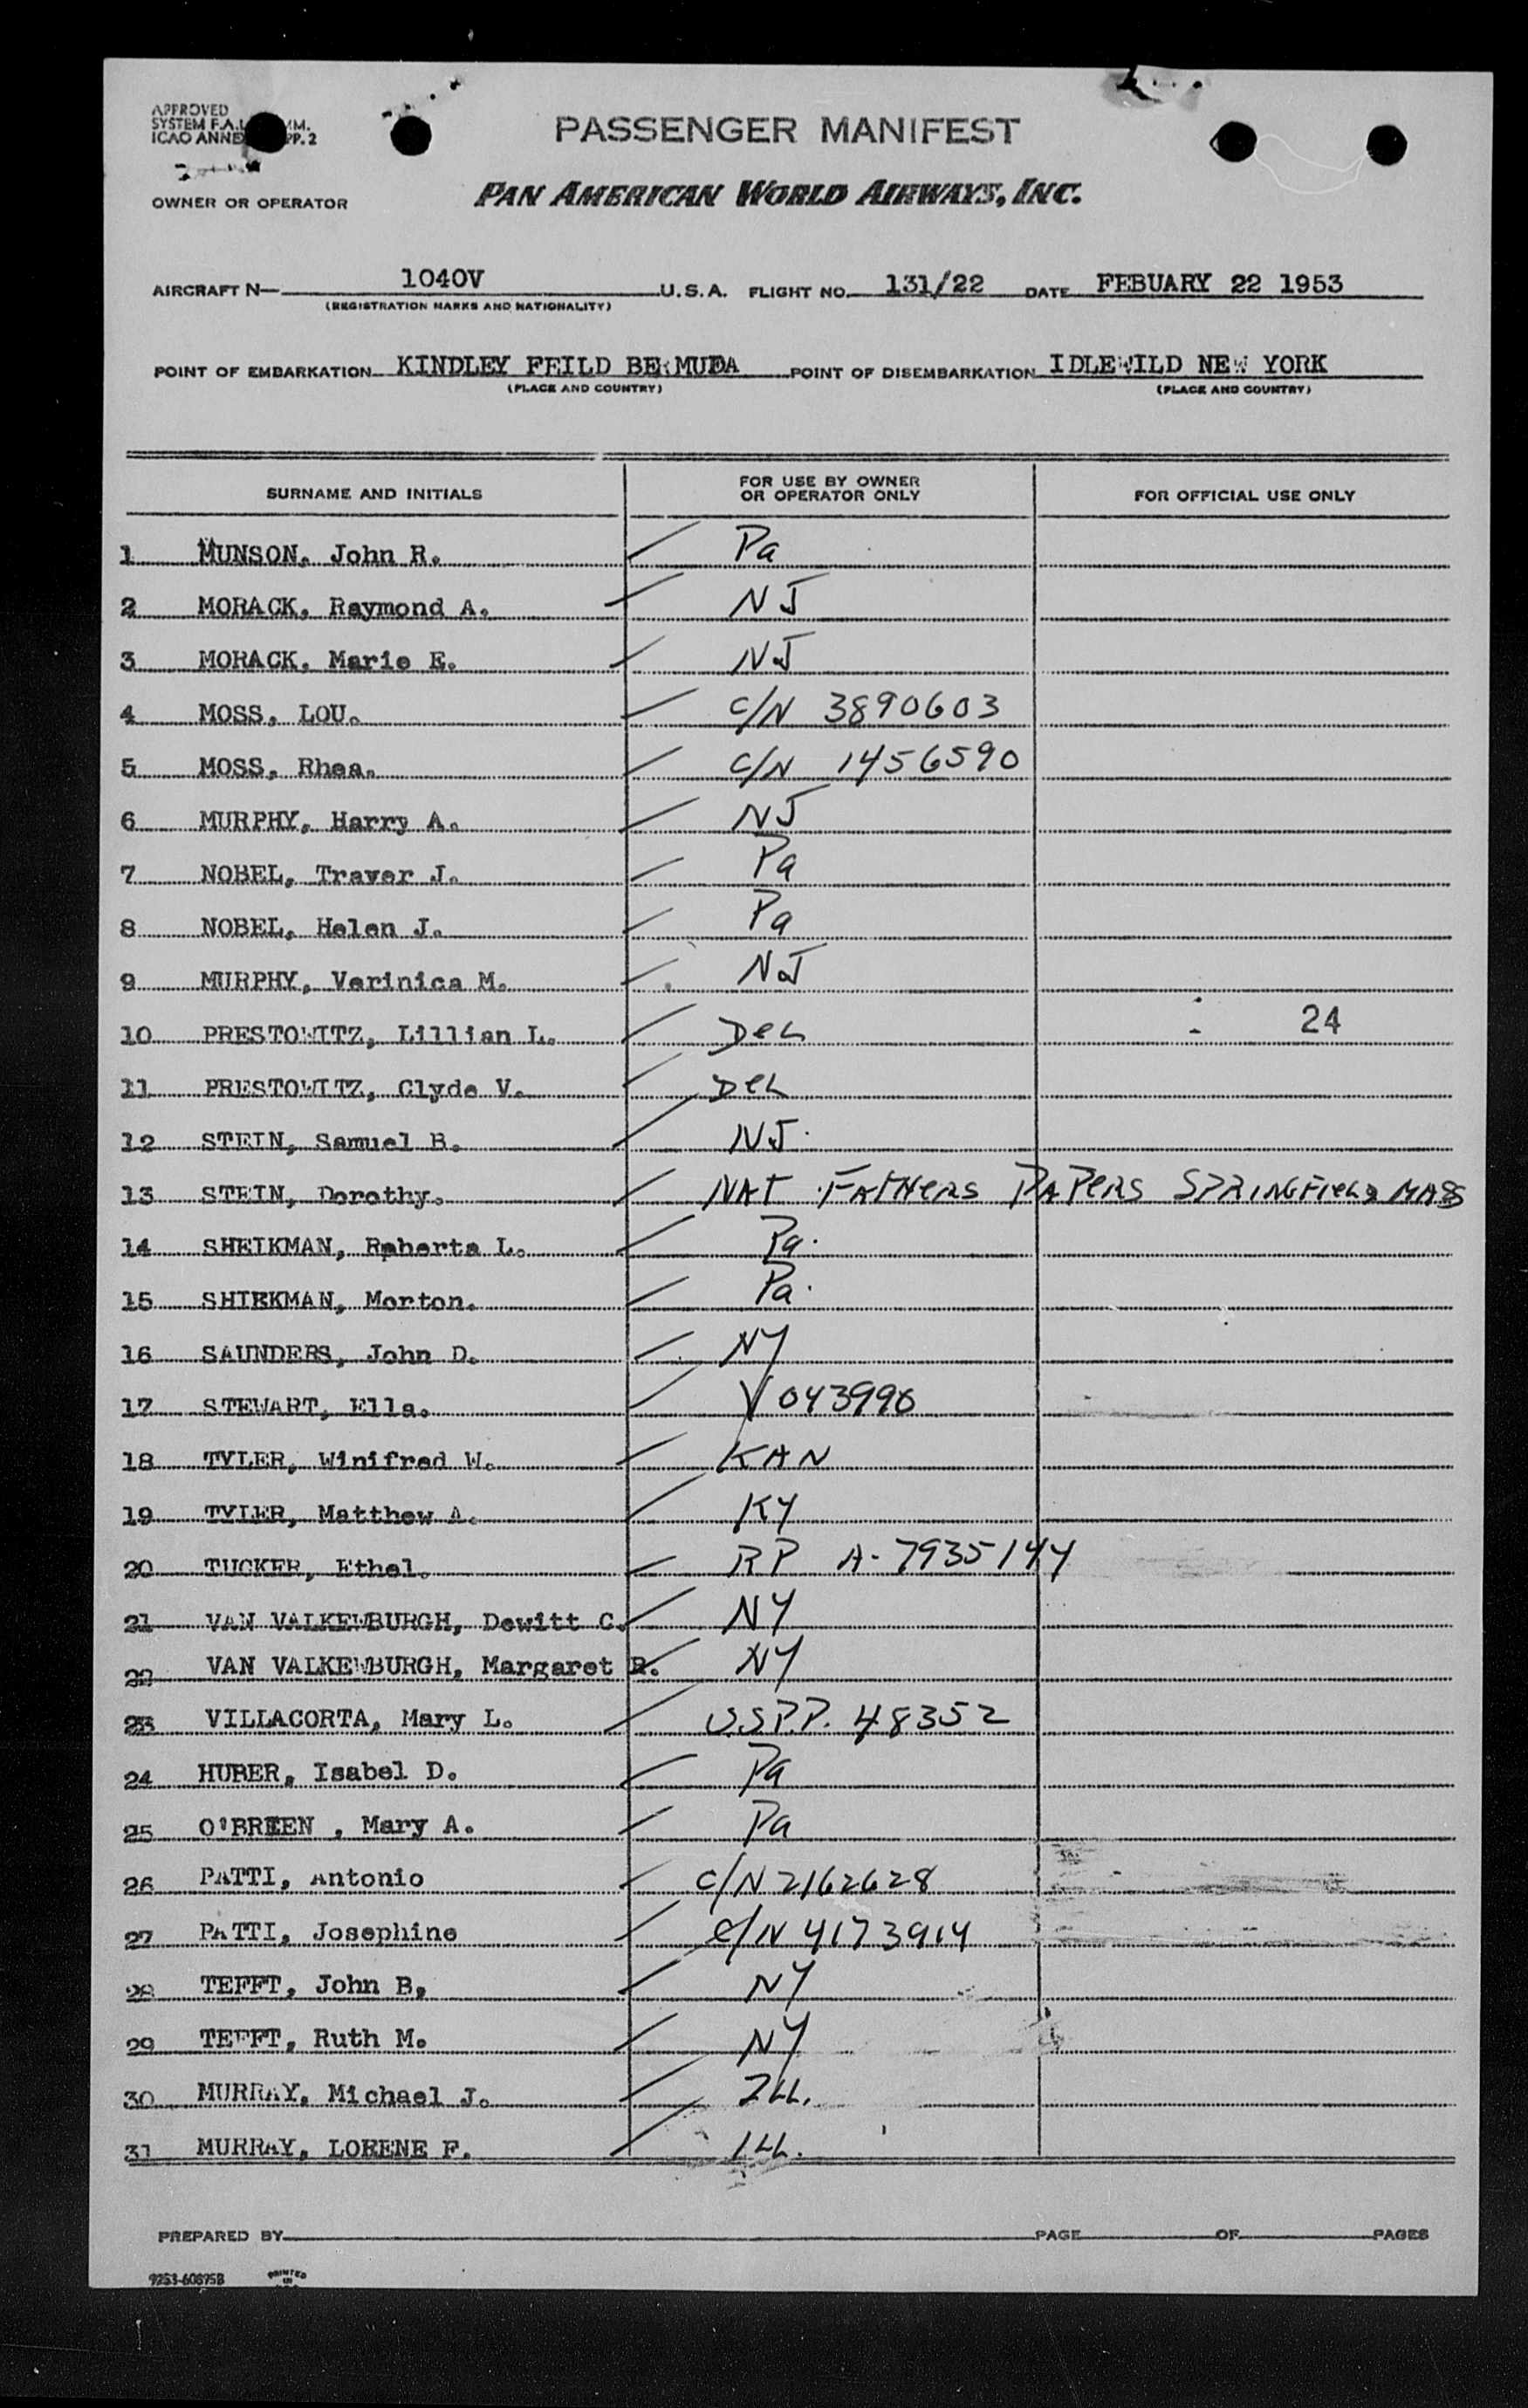 APPROVED
SYSTEM F.A.L. MM.
ICAO ANNEX PP. 2
PASSENGER MANIFEST
OWNER OR OPERATOR PAN AMERICAN WORLD AIRWAYS, INC.
AIRCRAFT N- 1040V U.S.A. FLIGHT NO. 131/22 DATE FEBUARY 22 1953
(REGISTRATION MARKS AND NATIONALITY)
POINT OF EMBARKATION KINDLEY FEILD BERMUDA POINT OF DISEMBARKATION IDLEWILD NEW YORK
(PLACE AND COUNTRY) (PLACE AND COUNTRY)
SURNAME AND INITIALS FOR USE BY OWNER OR OPERATOR ONLY FOR OFFICIAL USE ONLY
1 MUNSON, John R. Pa
2 MORACK, Raymond A. NJ
3 MORACK, Marie E. NJ
4 MOSS, LOU. C/N 3890603
5 MOSS, Rhea. C/N 1456590
6 MURPHY, Harry A. NJ
7 NOBEL, Traver J. Pa
8 NOBEL, Helen J. Pa
9 MURPHY, Verinica M. NJ
10 PRESTOWITZ, Lillian L. DEL 24
11 PRESTOWITZ, Clyde V. DEL
12 STEIN, Samuel B. NJ.
13 STEIN, Dorothy. NAT FATHERS PAPERS SPRINGFIELD MASS
14 SHEIKMAN, Roberta L. Pa.
15 SHIEKMAN, Morton. Pa.
16 SAUNDERS, John D. NY
17 STEWART, Ella. V 043990
18 TYLER, Winifred W. KAN
19 TYLER, Matthew A. KY
20 TUCKER, Ethel. RP A-7935144
21 VAN VALKENBURGH, Dewitt C. NY
22 VAN VALKENBURGH, Margaret R. NY
23 VILLACORTA, Mary L. U.S.P.P. 48352
24 HUBER, Isabel D. Pa
25 O'BREEN , Mary A. Pa
26 PATTI, Antonio C/N 2162628
27 PATTI, Josephine C/N 4173914
28 TEFFT, John B, NY
29 TEFFT, Ruth M. NY
30 MURRAY, Michael J. ILL.
31 MURRAY, LORENE F. ILL.
PREPARED BY PAGE OF PAGES
9253-60895B PRINTED IN